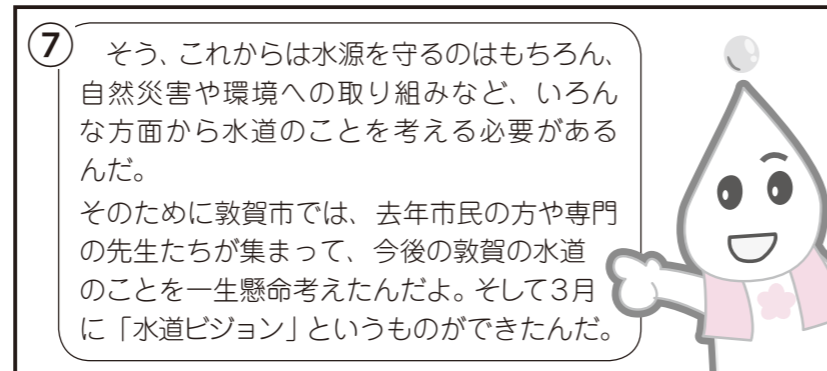 ⑦
そう、これからは水源を守るのはもちろん、
自然災害や環境への取り組みなど、いろん
な方面から水道のことを考える必要がある
んだ。
そのために敦賀市では、去年市民の方や専門
の先生たちが集まって、今後の敦賀の水道
のことを一生懸命考えたんだよ。そして3月
に「水道ビジョン」というものができたんだ。